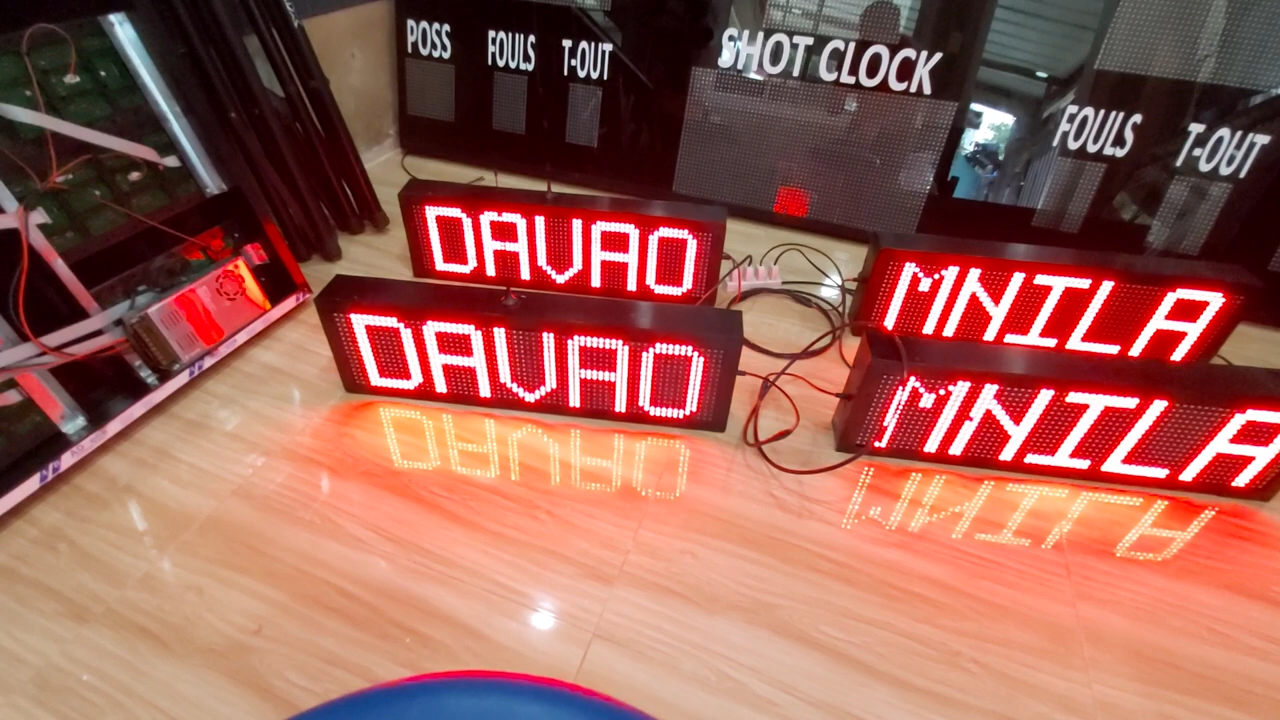 POSS FOULS T-OUT
SHOT CLOCK
FOULS T-OUT
DAVAO
MNILA
DAVAO
MNILA